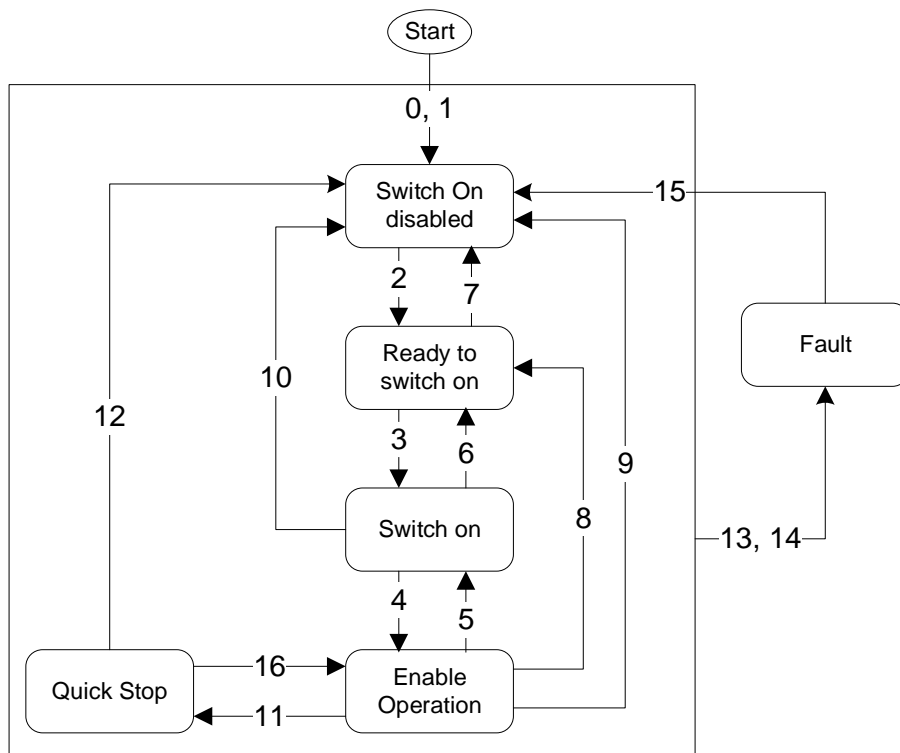 Start
0, 1
Switch On
disabled
15
2
7
Ready to
switch on
Fault
10
12
3
6
9
8
Switch on
13, 14
4
5
16
Enable
Operation
Quick Stop
11